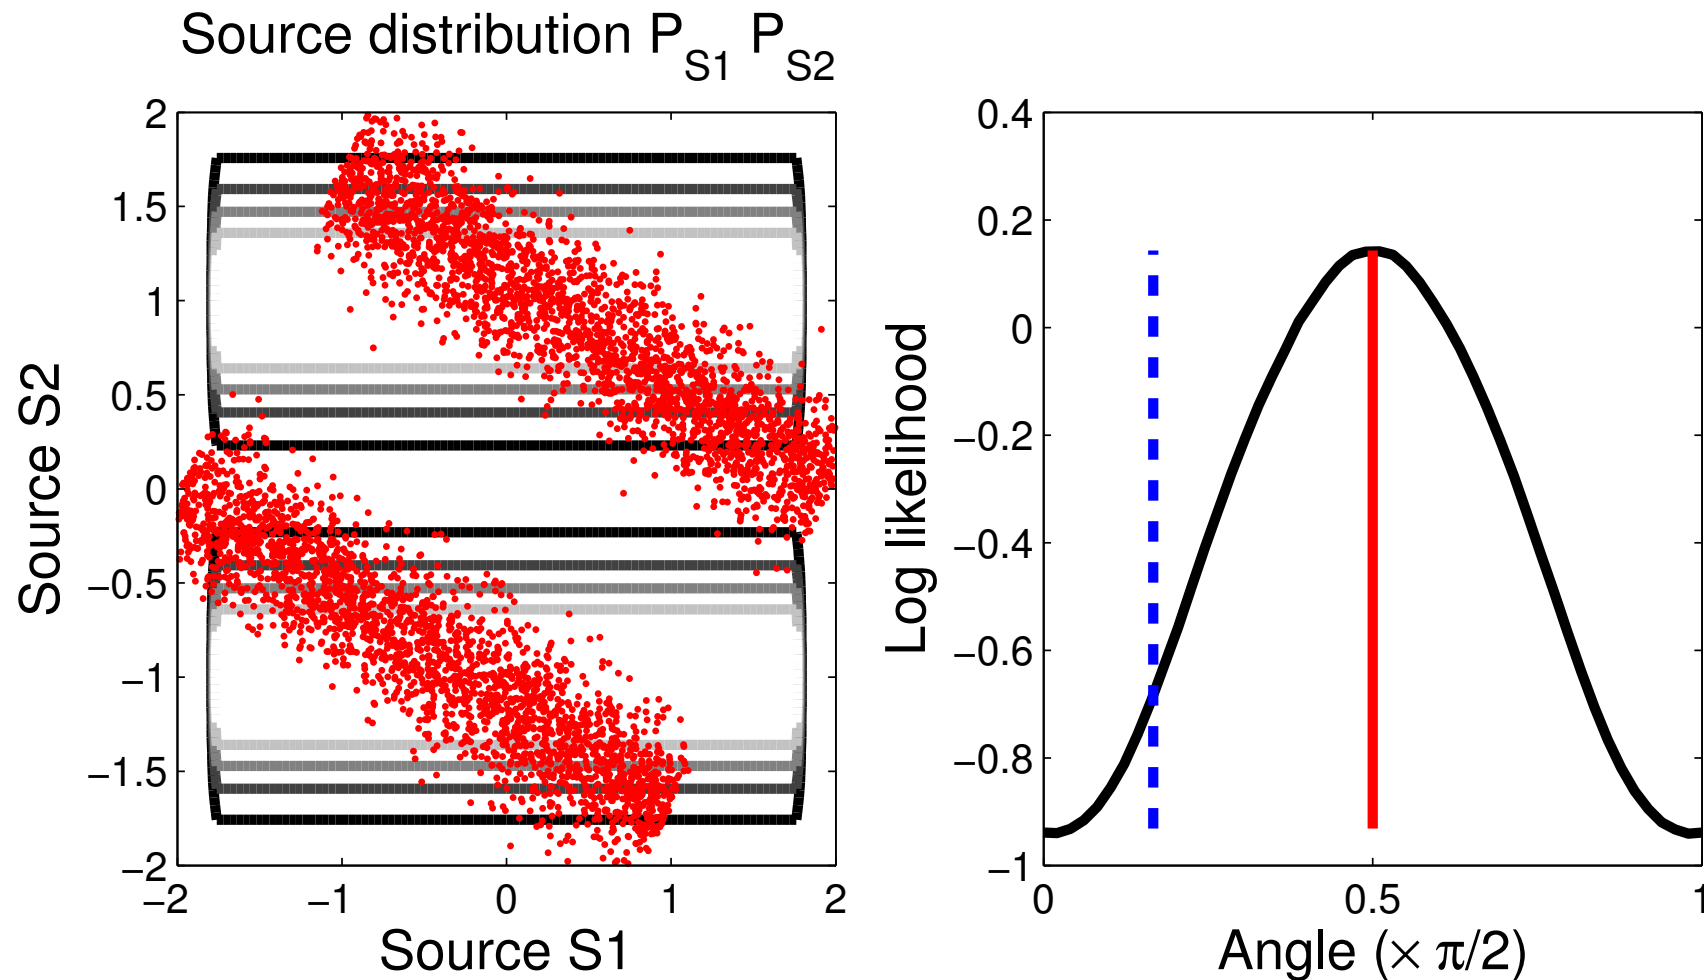 Source distribution P_S1 P_S2
2
1.5
1
0.5
0
−0.5
−1
−1.5
−2
Source S2
−2 −1 0 1 2
Source S1
0.4
0.2
0
−0.2
−0.4
−0.6
−0.8
−1
Log likelihood
0 0.5 1
Angle (× π/2)